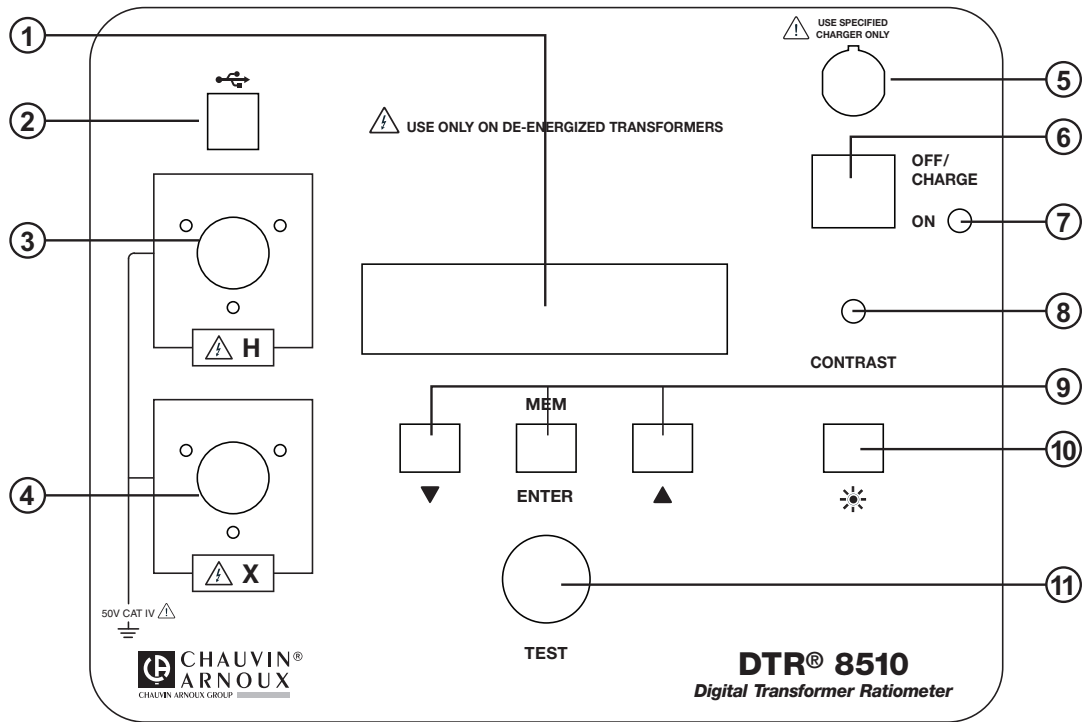 1
USE SPECIFIED
CHARGER ONLY
5
2
USE ONLY ON DE-ENERGIZED TRANSFORMERS
6
OFF/
CHARGE
ON
7
3
8
H
CONTRAST
9
MEM
10
4
ENTER
X
11
50V CAT IV
TEST
CHAUVIN®
ARNOUX
CHAUVIN ARNOUX GROUP
DTR® 8510
Digital Transformer Ratiometer